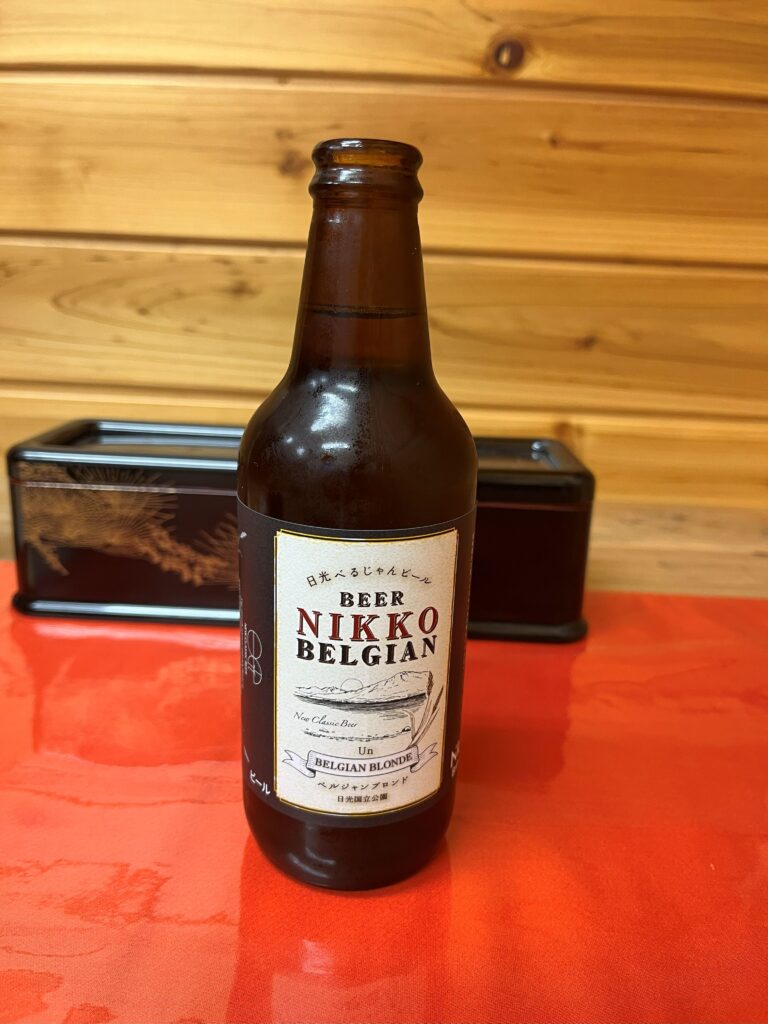 日光べるじゃんビール
BEER
NIKKO
BELGIAN
New Classic Beer
Un
BELGIAN BLONDE
ベルジャンブロンド
日光国立公園
ビール